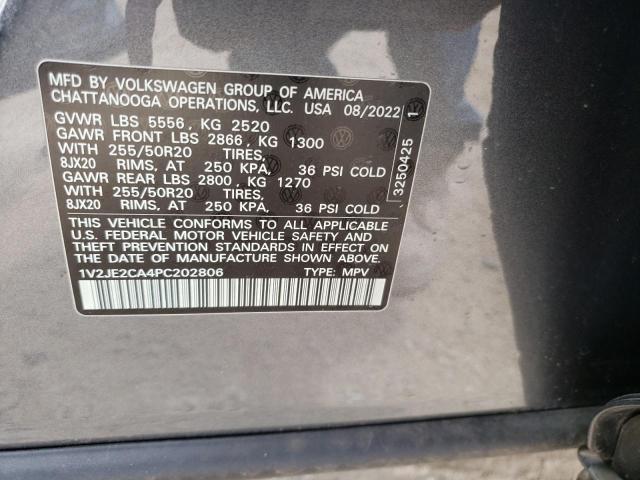 MFD BY VOLKSWAGEN GROUP OF AMERICA
CHATTANOOGA OPERATIONS, LLC. USA 08/2022
GVWR LBS 5556, KG 2520
GAWR FRONT LBS 2866, KG 1300
WITH 255/50R20 TIRES,
8JX20 RIMS, AT 250 KPA, 36 PSI COLD
GAWR REAR LBS 2800, KG 1270
WITH 255/50R20 TIRES,
8JX20 RIMS, AT 250 KPA, 36 PSI COLD
THIS VEHICLE CONFORMS TO ALL APPLICABLE
U.S. FEDERAL MOTOR VEHICLE SAFETY AND
THEFT PREVENTION STANDARDS IN EFFECT ON
THE DATE OF MANUFACTURE SHOWN ABOVE.
1V2JE2CA4PC202806 TYPE: MPV
3250425 1